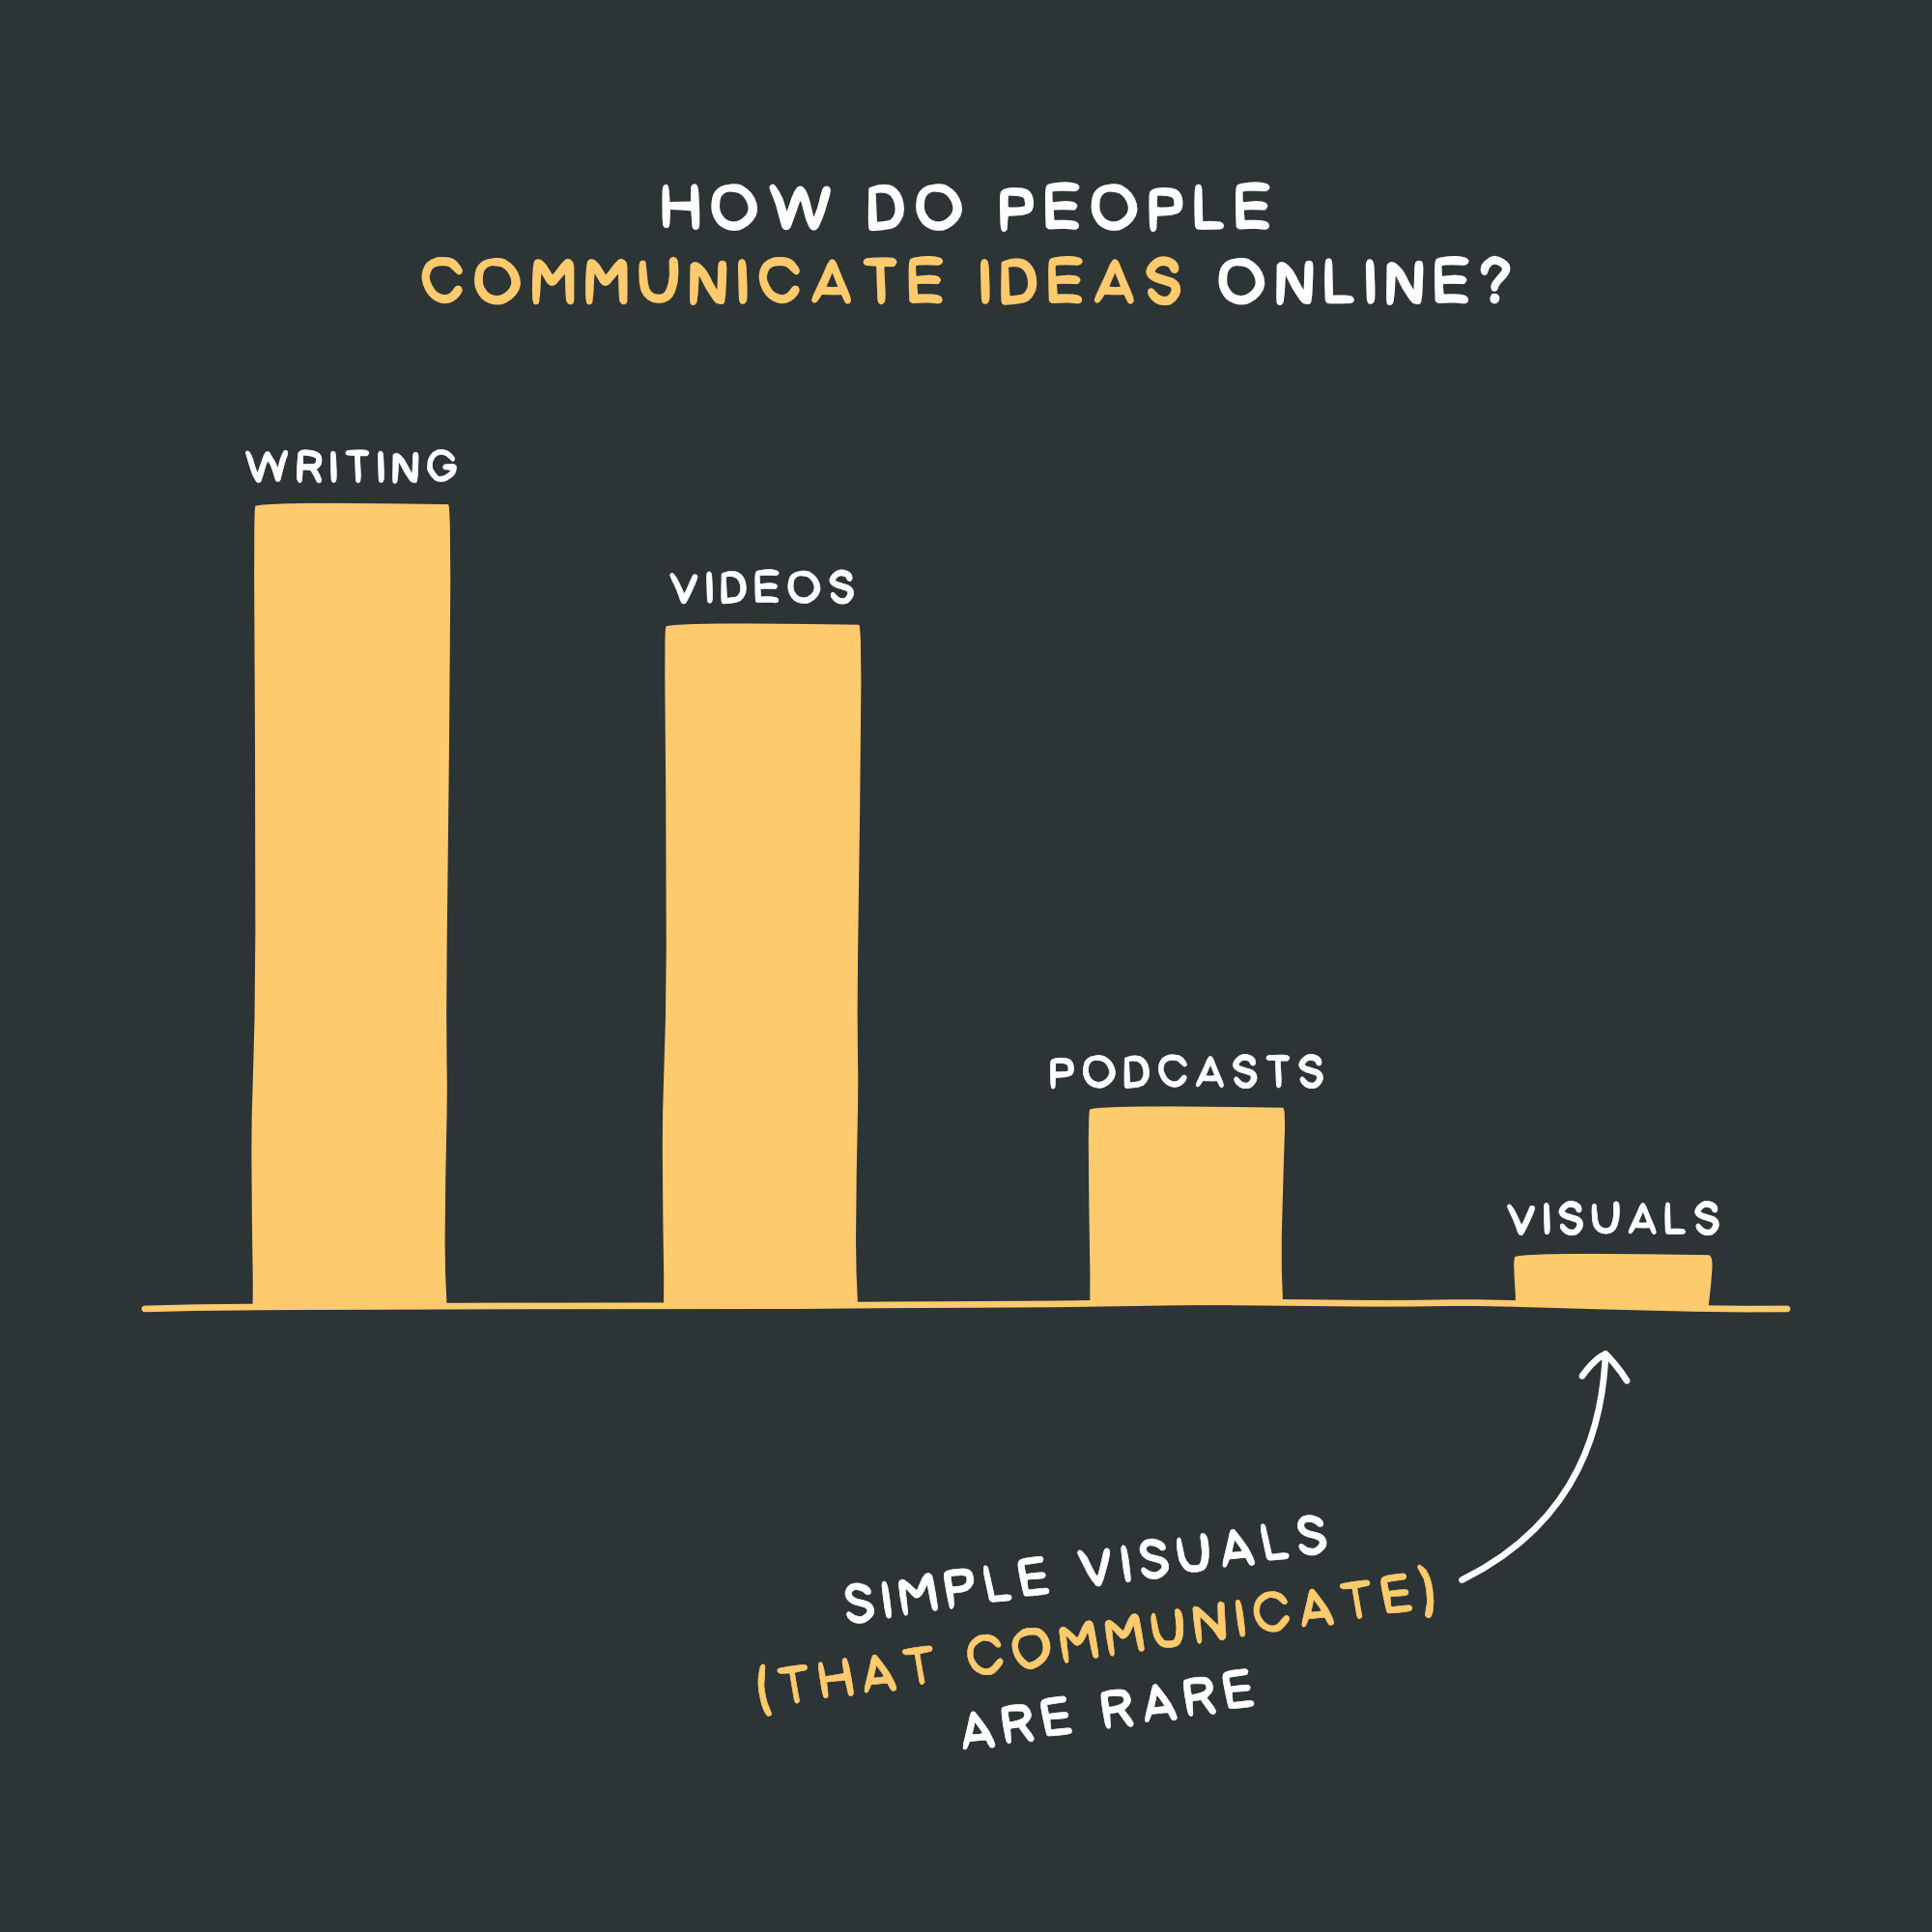 HOW DO PEOPLE
COMMUNICATE IDEAS ONLINE?
WRITING
VIDEOS
PODCASTS
VISUALS
SIMPLE VISUALS
(THAT COMMUNICATE)
ARE RARE